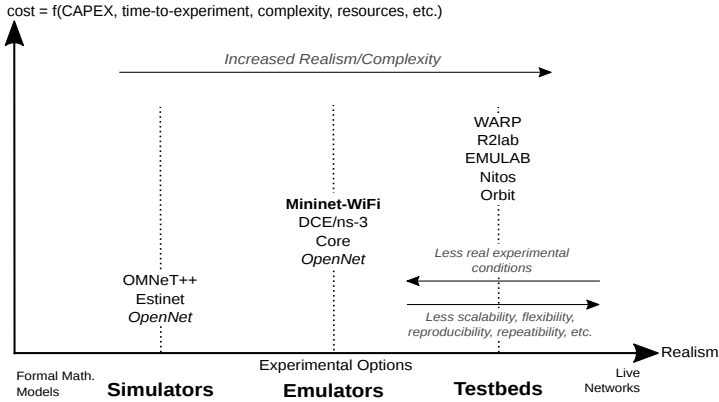 cost = f(CAPEX, time-to-experiment, complexity, resources, etc.)
Increased Realism/Complexity
WARP
R2lab
EMULAB
Nitos
Orbit
Mininet-WiFi
DCE/ns-3
Core
OpenNet
OMNeT++
Estinet
OpenNet
Less real experimental
conditions
Less scalability, flexibility,
reproducibility, repeatibility, etc.
Realism
Experimental Options
Formal Math.
Models
Simulators
Emulators
Testbeds
Live
Networks